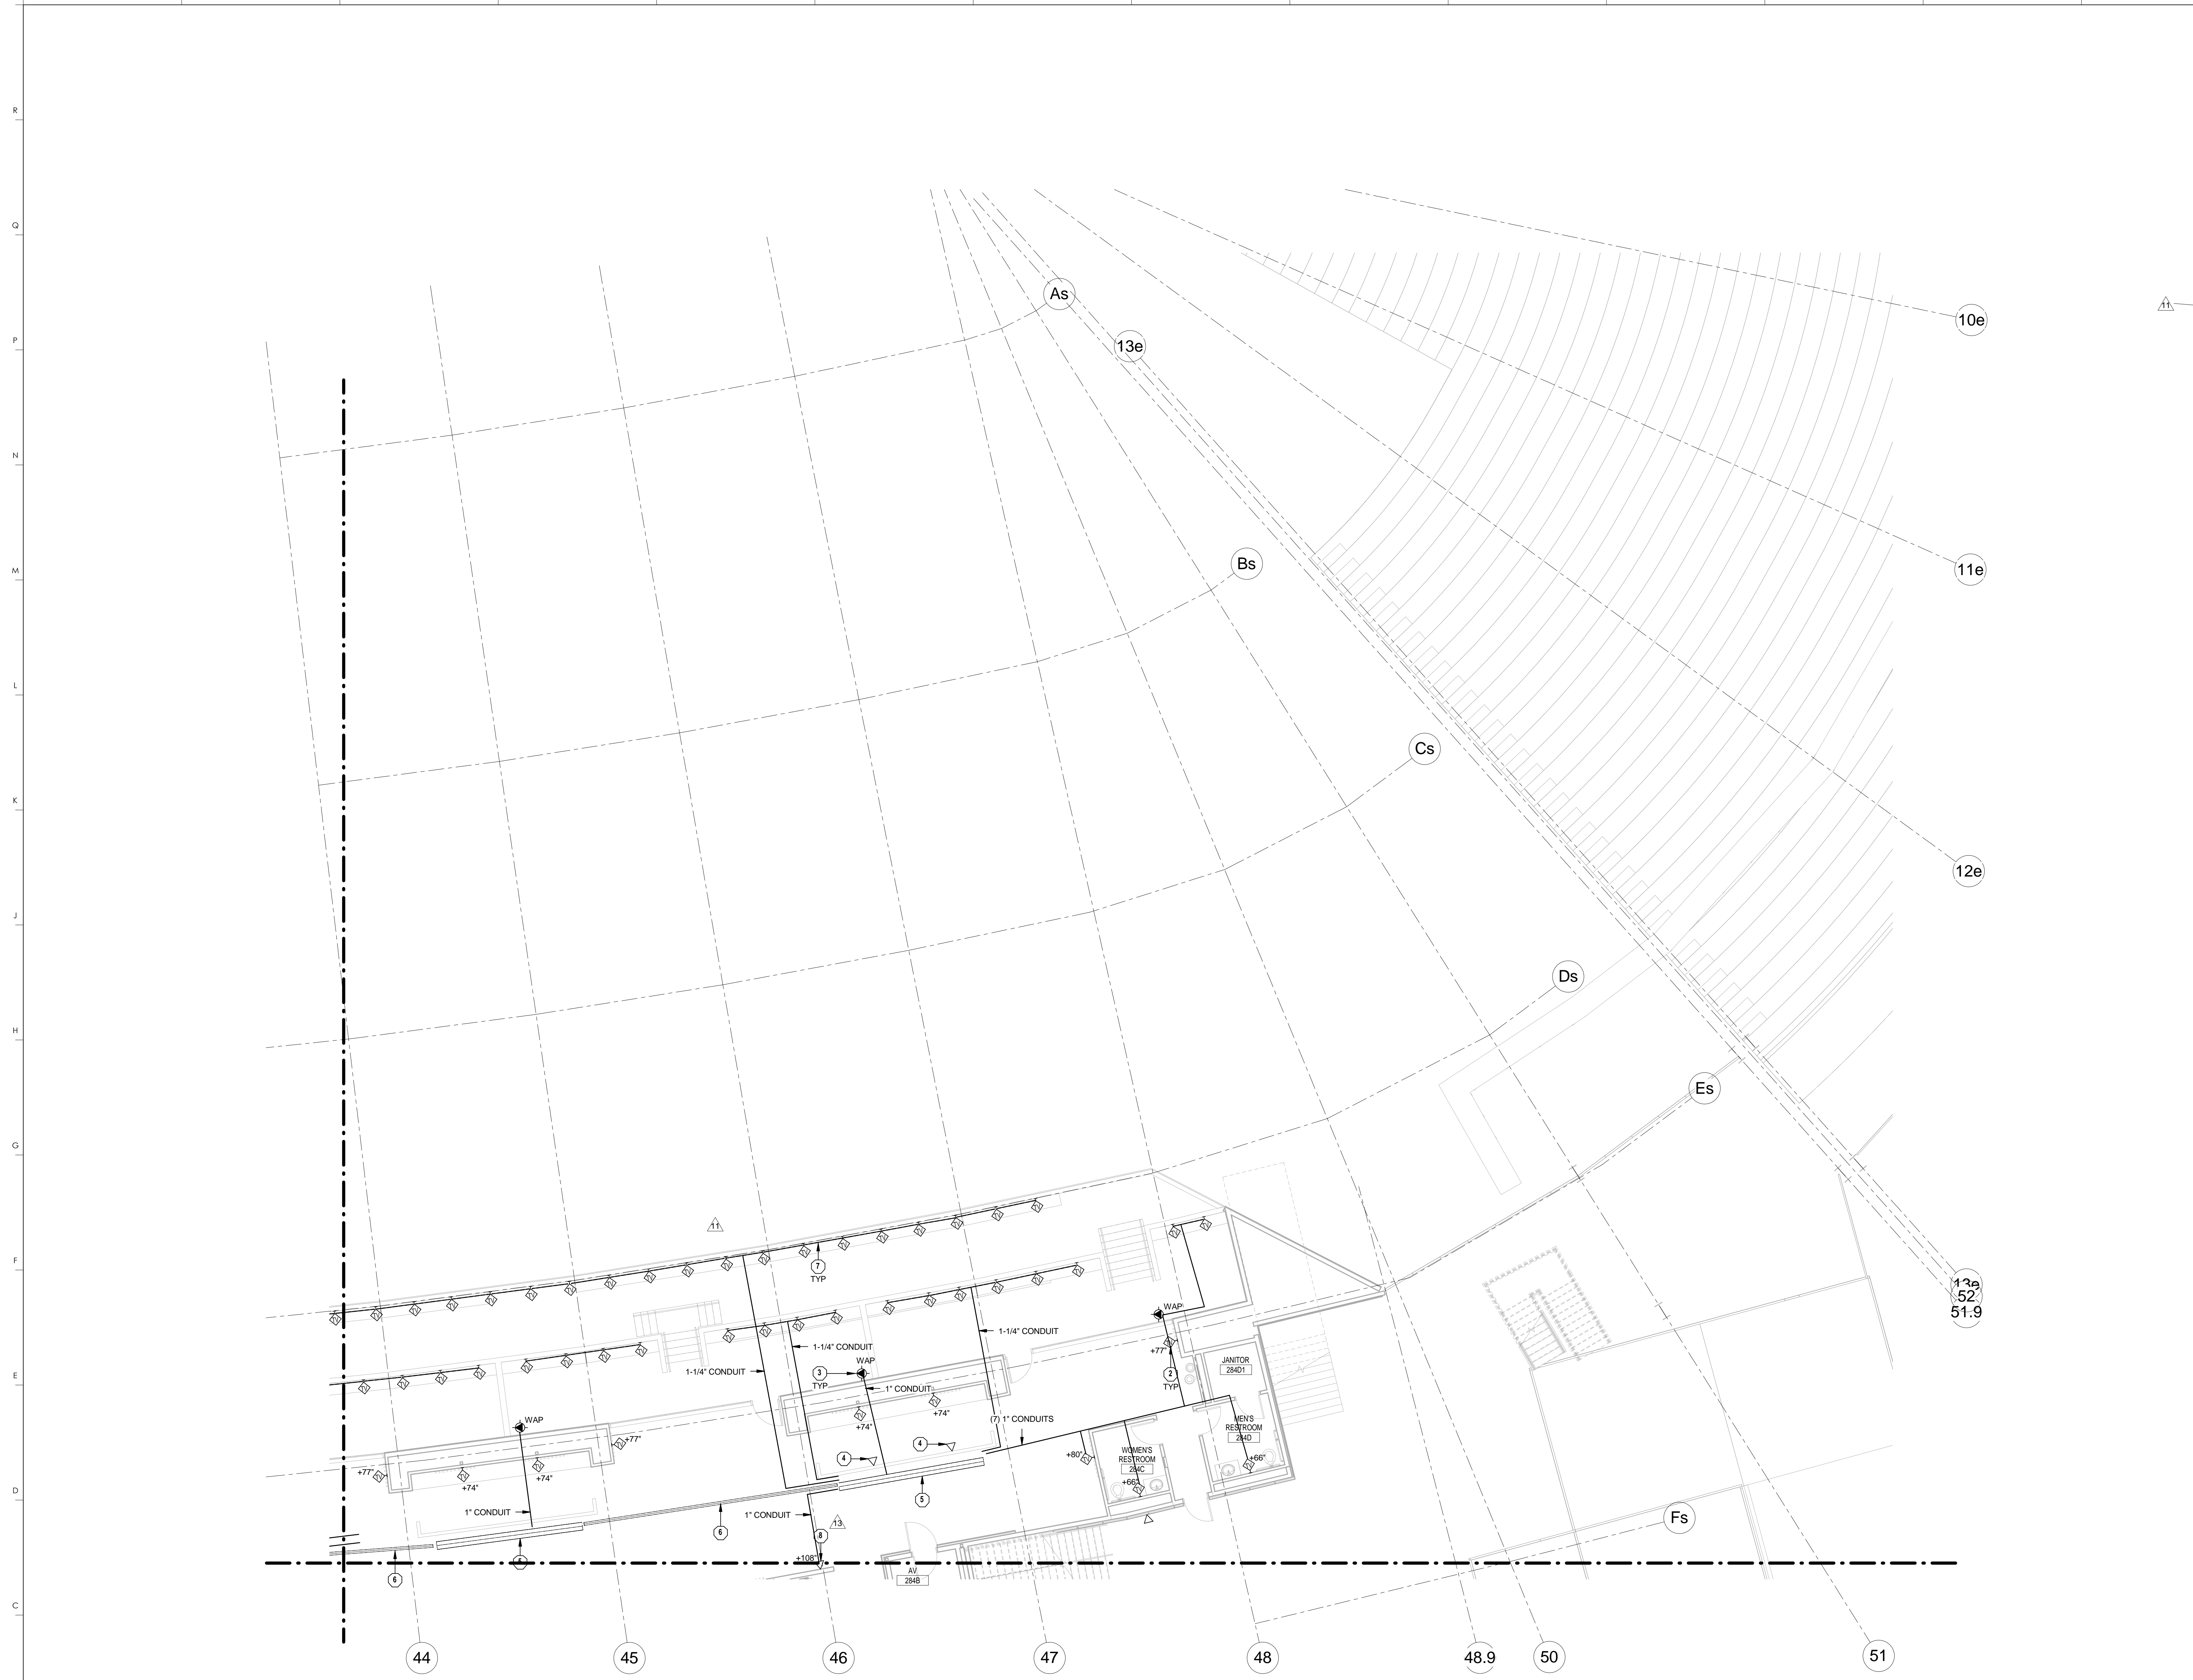 R
Q
As
10e
11
P
13e
N
Bs
M
11e
L
Cs
K
12e
J
Ds
H
Es
G
11
F
7
TYP
13e
52
51.9
WAP
1-1/4" CONDUIT
1-1/4" CONDUIT
+77"
WAP
JANITOR
284D1
1-1/4" CONDUIT
3
TYP
2
TYP
E
1" CONDUIT
+74"
+74"
(7) 1" CONDUITS
MEN'S
RESTROOM
284D
WAP
+77"
4
4
+80"
WOMEN'S
RESTROOM
284C
+66"
+66"
+77"
+74"
+74"
D
5
1" CONDUIT
1" CONDUIT
13
6
8
Fs
+108"
5
6
AV
284B
C
44
45
46
47
48
48.9
50
51
TV